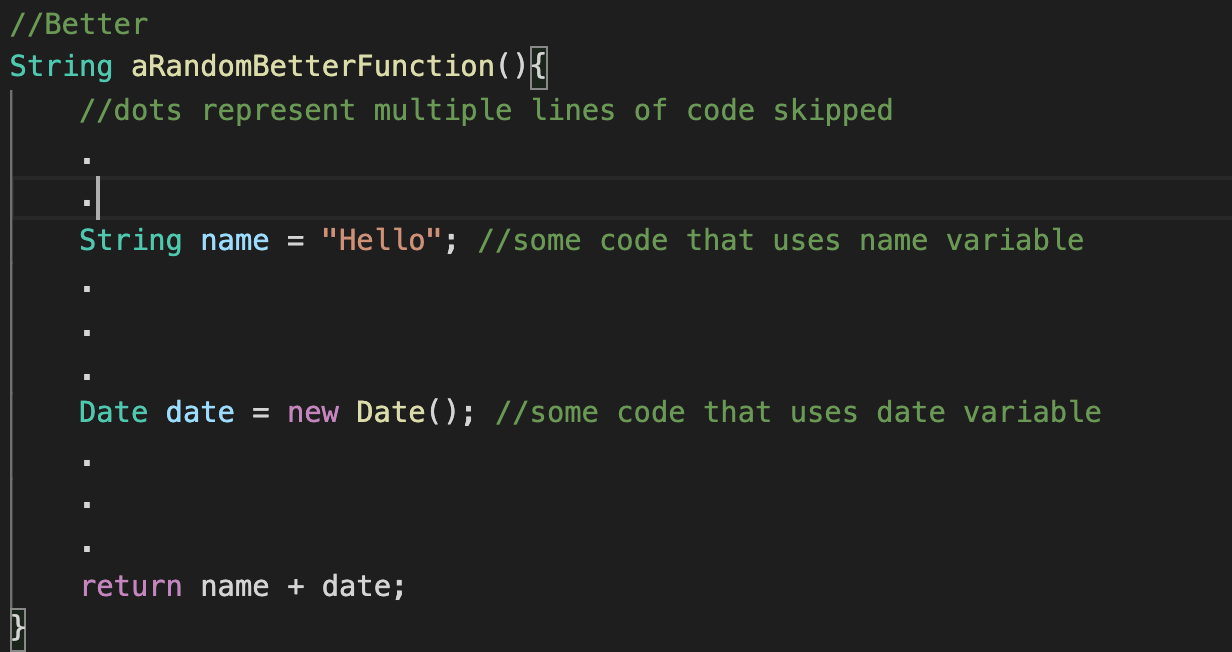 //Better
String aRandomBetterFunction(){
//dots represent multiple lines of code skipped
.
.
String name = "Hello"; //some code that uses name variable
.
.
.
Date date = new Date(); //some code that uses date variable
.
.
.
return name + date;
}